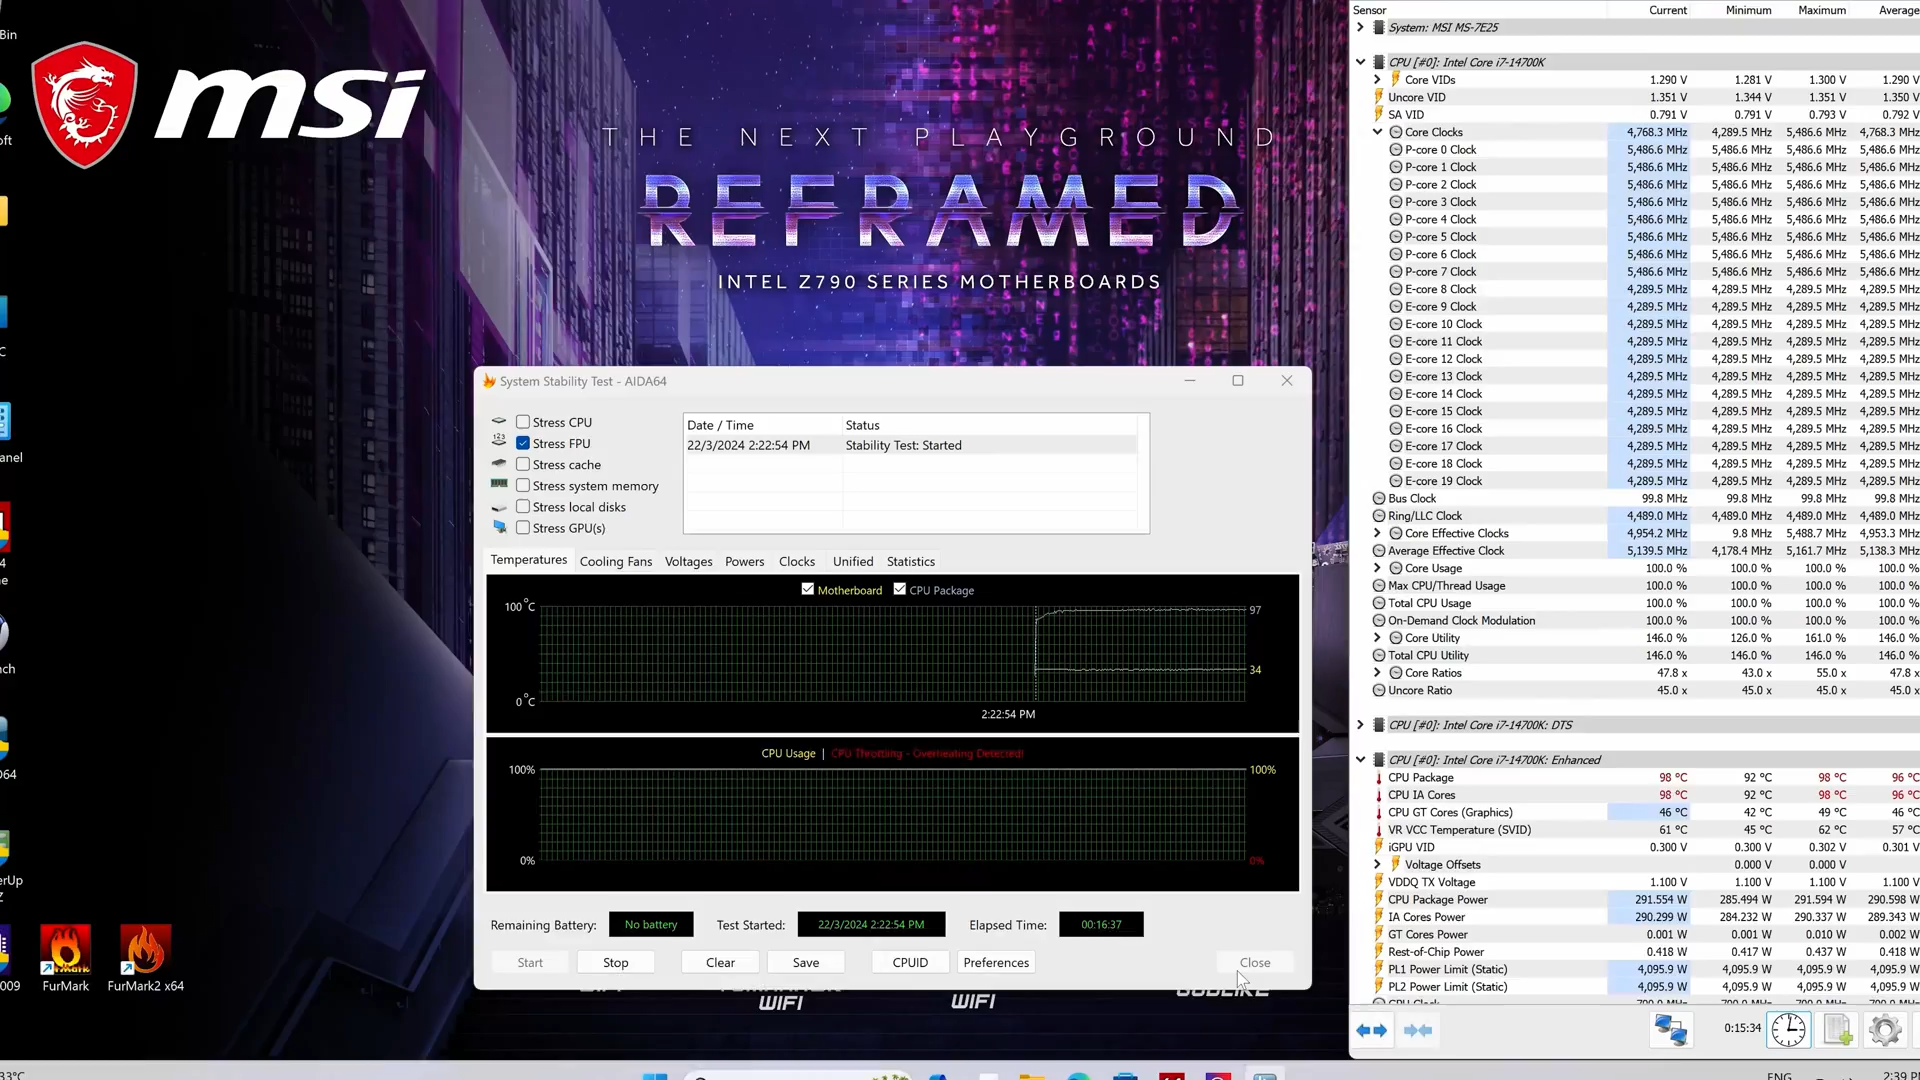 Bin
msi
THE NEXT PLAYGROUND
REFRAMED
INTEL Z790 SERIES MOTHERBOARDS
oft
C
anel
4
ne
nch
D64
erUp
Z
009
FurMark
FurMark2 x64
System Stability Test - AIDA64
Stress CPU
Stress FPU
Stress cache
Stress system memory
Stress local disks
Stress GPU(s)
Date / Time Status
22/3/2024 2:22:54 PM Stability Test: Started
Temperatures Cooling Fans Voltages Powers Clocks Unified Statistics
Motherboard CPU Package
100 °C
97
34
0 °C
2:22:54 PM
CPU Usage | CPU Throttling - Overheating Detected!
100% 100%
0% 0%
Remaining Battery: No battery Test Started: 22/3/2024 2:22:54 PM Elapsed Time: 00:16:37
Start Stop Clear Save CPUID Preferences Close
WIFI
WIFI
GODLIKE
Sensor Current Minimum Maximum Average
System: MSI MS-7E25
CPU [#0]: Intel Core i7-14700K
Core VIDs 1.290 V 1.281 V 1.300 V 1.290 V
Uncore VID 1.351 V 1.344 V 1.351 V 1.350 V
SA VID 0.791 V 0.791 V 0.793 V 0.792 V
Core Clocks 4,768.3 MHz 4,289.5 MHz 5,486.6 MHz 4,768.3 MHz
P-core 0 Clock 5,486.6 MHz 5,486.6 MHz 5,486.6 MHz 5,486.6 MHz
P-core 1 Clock 5,486.6 MHz 5,486.6 MHz 5,486.6 MHz 5,486.6 MHz
P-core 2 Clock 5,486.6 MHz 5,486.6 MHz 5,486.6 MHz 5,486.6 MHz
P-core 3 Clock 5,486.6 MHz 5,486.6 MHz 5,486.6 MHz 5,486.6 MHz
P-core 4 Clock 5,486.6 MHz 5,486.6 MHz 5,486.6 MHz 5,486.6 MHz
P-core 5 Clock 5,486.6 MHz 5,486.6 MHz 5,486.6 MHz 5,486.6 MHz
P-core 6 Clock 5,486.6 MHz 5,486.6 MHz 5,486.6 MHz 5,486.6 MHz
P-core 7 Clock 5,486.6 MHz 5,486.6 MHz 5,486.6 MHz 5,486.6 MHz
E-core 8 Clock 4,289.5 MHz 4,289.5 MHz 4,289.5 MHz 4,289.5 MHz
E-core 9 Clock 4,289.5 MHz 4,289.5 MHz 4,289.5 MHz 4,289.5 MHz
E-core 10 Clock 4,289.5 MHz 4,289.5 MHz 4,289.5 MHz 4,289.5 MHz
E-core 11 Clock 4,289.5 MHz 4,289.5 MHz 4,289.5 MHz 4,289.5 MHz
E-core 12 Clock 4,289.5 MHz 4,289.5 MHz 4,289.5 MHz 4,289.5 MHz
E-core 13 Clock 4,289.5 MHz 4,289.5 MHz 4,289.5 MHz 4,289.5 MHz
E-core 14 Clock 4,289.5 MHz 4,289.5 MHz 4,289.5 MHz 4,289.5 MHz
E-core 15 Clock 4,289.5 MHz 4,289.5 MHz 4,289.5 MHz 4,289.5 MHz
E-core 16 Clock 4,289.5 MHz 4,289.5 MHz 4,289.5 MHz 4,289.5 MHz
E-core 17 Clock 4,289.5 MHz 4,289.5 MHz 4,289.5 MHz 4,289.5 MHz
E-core 18 Clock 4,289.5 MHz 4,289.5 MHz 4,289.5 MHz 4,289.5 MHz
E-core 19 Clock 4,289.5 MHz 4,289.5 MHz 4,289.5 MHz 4,289.5 MHz
Bus Clock 99.8 MHz 99.8 MHz 99.8 MHz 99.8 MHz
Ring/LLC Clock 4,489.0 MHz 4,489.0 MHz 4,489.0 MHz 4,489.0 MHz
Core Effective Clocks 4,954.2 MHz 9.8 MHz 5,488.7 MHz 4,953.3 MHz
Average Effective Clock 5,139.5 MHz 4,178.4 MHz 5,161.7 MHz 5,138.3 MHz
Core Usage 100.0 % 100.0 % 100.0 % 100.0 %
Max CPU/Thread Usage 100.0 % 100.0 % 100.0 % 100.0 %
Total CPU Usage 100.0 % 100.0 % 100.0 % 100.0 %
On-Demand Clock Modulation 100.0 % 100.0 % 100.0 % 100.0 %
Core Utility 146.0 % 126.0 % 161.0 % 146.0 %
Total CPU Utility 146.0 % 146.0 % 146.0 % 146.0 %
Core Ratios 47.8 x 43.0 x 55.0 x 47.8 x
Uncore Ratio 45.0 x 45.0 x 45.0 x 45.0 x
CPU [#0]: Intel Core i7-14700K: DTS
CPU [#0]: Intel Core i7-14700K: Enhanced
CPU Package 98 °C 92 °C 98 °C 96 °C
CPU IA Cores 98 °C 92 °C 98 °C 96 °C
CPU GT Cores (Graphics) 46 °C 42 °C 49 °C 46 °C
VR VCC Temperature (SVID) 61 °C 45 °C 62 °C 57 °C
iGPU VID 0.300 V 0.300 V 0.302 V 0.301 V
Voltage Offsets 0.000 V 0.000 V
VDDQ TX Voltage 1.100 V 1.100 V 1.100 V 1.100 V
CPU Package Power 291.554 W 285.494 W 291.594 W 290.598 W
IA Cores Power 290.299 W 284.232 W 290.337 W 289.343 W
GT Cores Power 0.001 W 0.001 W 0.010 W 0.002 W
Rest-of-Chip Power 0.418 W 0.417 W 0.437 W 0.418 W
PL1 Power Limit (Static) 4,095.9 W 4,095.9 W 4,095.9 W 4,095.9 W
PL2 Power Limit (Static) 4,095.9 W 4,095.9 W 4,095.9 W 4,095.9 W
0:15:34
33°C
ENG
2:39 PM